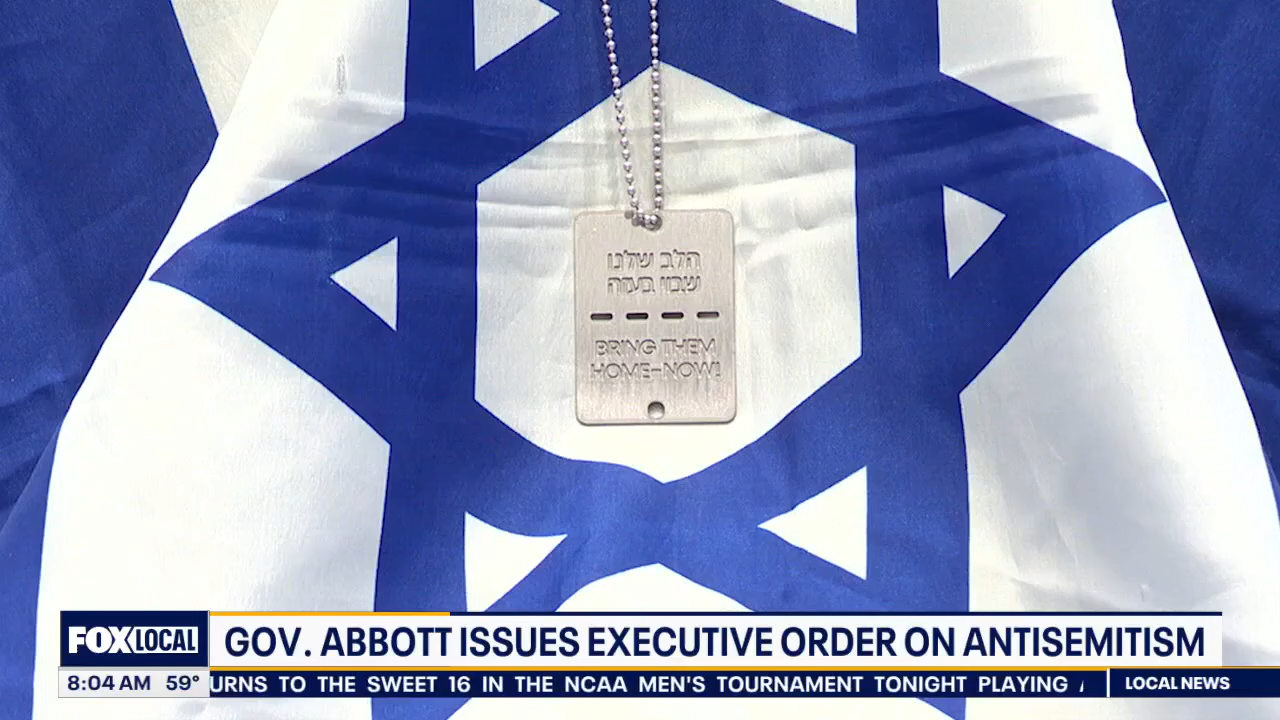 הלב שלנו
שבוי בעזה
BRING THEM
HOME-NOW!
FOX LOCAL
GOV. ABBOTT ISSUES EXECUTIVE ORDER ON ANTISEMITISM
8:04 AM 59° URNS TO THE SWEET 16 IN THE NCAA MEN'S TOURNAMENT TONIGHT PLAYING LOCAL NEWS